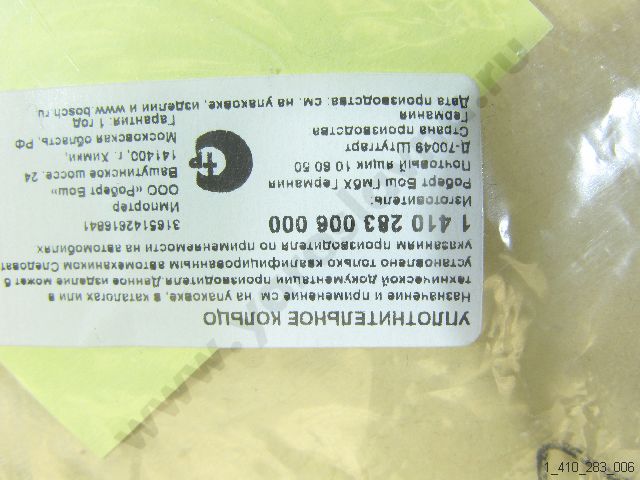 УПЛОТНИТЕЛЬНОЕ КОЛЬЦО
Назначение и применение см. на упаковке в каталогах или в
технической документации производителя.Данное изделие может б
установлено только квалифицированным автомехаником Следоват
указаниям производителя по применяемости на автомобилях
1 410 283 006 000
3165142616841
Изготовитель:
Роберт Бош ГмбХ Германия
Почтовый ящик 10 60 50
Д-70049 Штуттгарт
Страна производства
Германия
Импортер
ООО «Роберт Бош»
Вашутинское шоссе, 24
141400, г. Химки,
Московская область, РФ
Гарантия: 1 год
Дата производства: см. на упаковке, изделии и www.bosch.ru
1_410_283_006